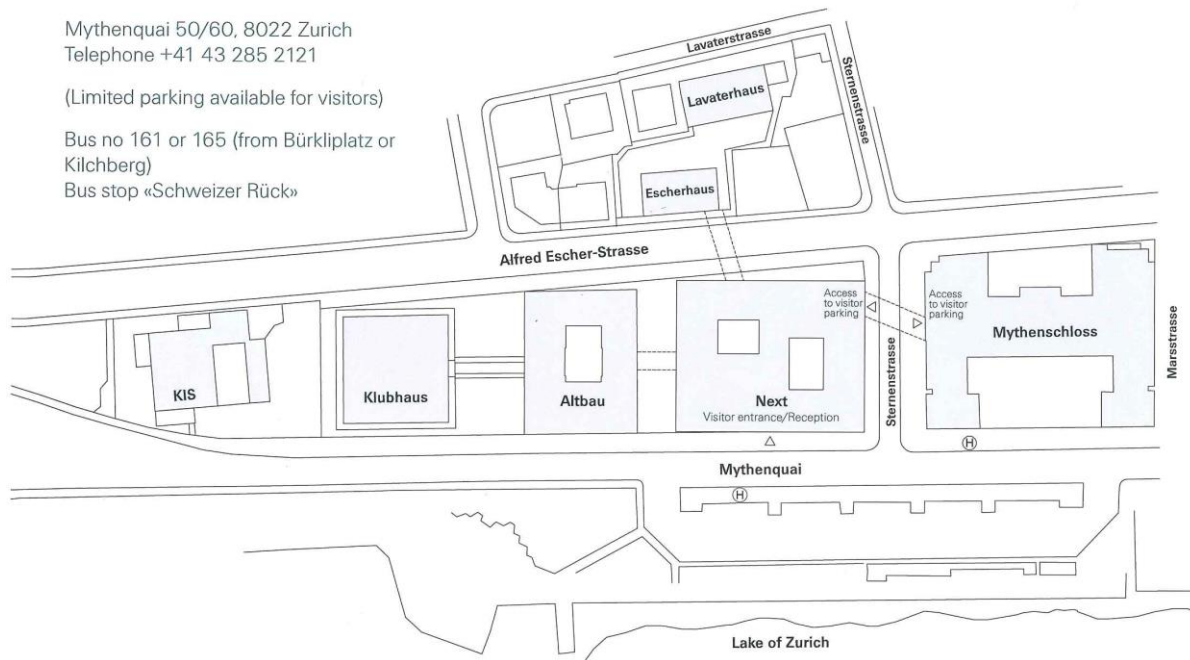 Mythenquai 50/60, 8022 Zurich
Telephone +41 43 285 2121
(Limited parking available for visitors)
Bus no 161 or 165 (from Bürkliplatz or
Kilchberg)
Bus stop «Schweizer Rück»
Lavaterstrasse
Sternenstrasse
Lavaterhaus
Escherhaus
Alfred Escher-Strasse
Access
to visitor
parking
Access
to visitor
parking
Mythenschloss
Marsstrasse
Sternenstrasse
KIS
Klubhaus
Altbau
Next
Visitor entrance/Reception
H
Mythenquai
H
Lake of Zurich